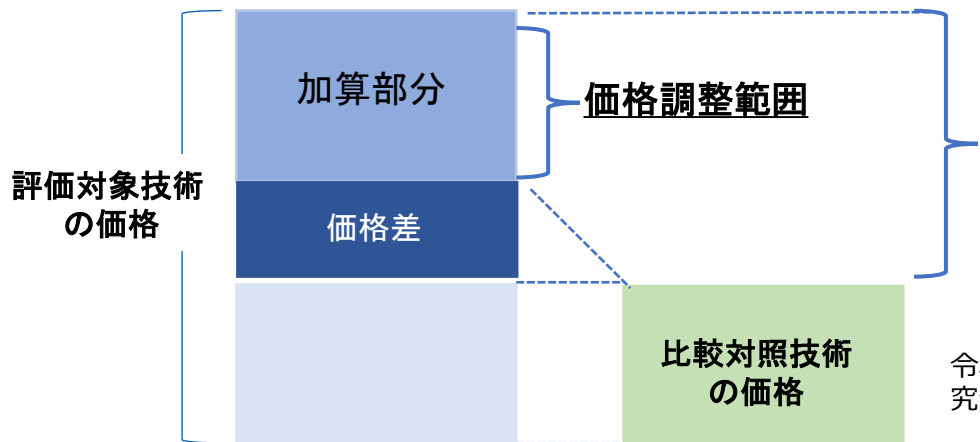 加算部分
価格調整範囲
評価対象技術
の価格
価格差
比較対照技術
の価格
令
究